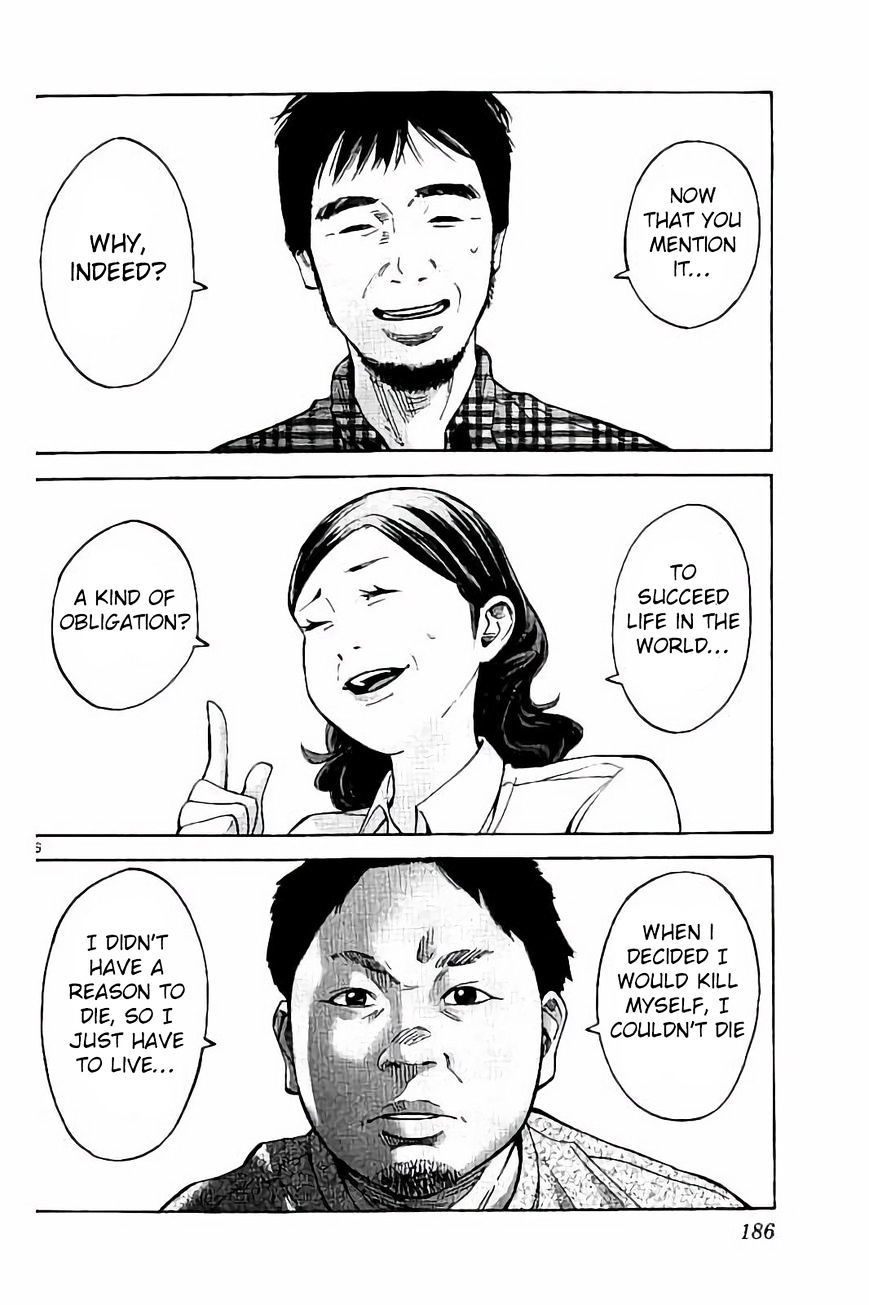 NOW
THAT YOU
MENTION
IT...
WHY,
INDEED?
TO
SUCCEED
LIFE IN THE
WORLD...
A KIND OF
OBLIGATION?
WHEN I
DECIDED I
WOULD KILL
MYSELF, I
COULDN'T DIE
I DIDN'T
HAVE A
REASON TO
DIE, SO I
JUST HAVE
TO LIVE...
186